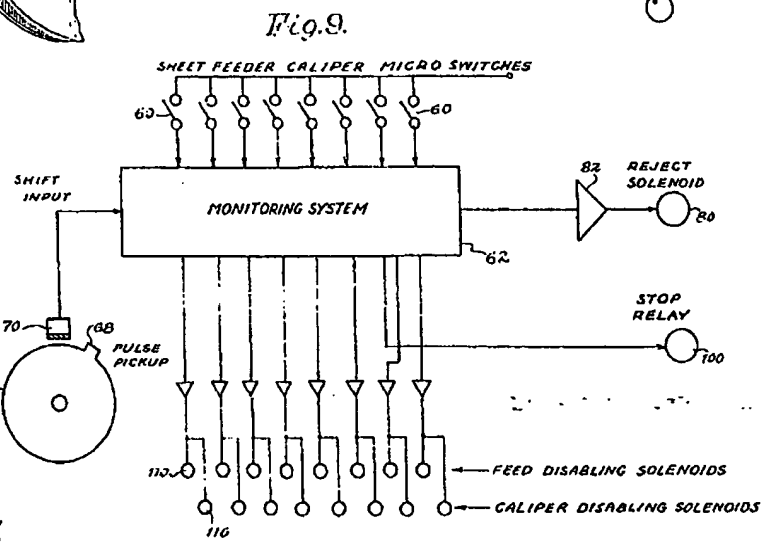 Fig.9.
SHEET FEEDER CALIPER MICRO SWITCHES
60
60
SHIFT INPUT
MONITORING SYSTEM
62
82
REJECT SOLENOID
80
70
68
PULSE PICKUP
STOP RELAY
100
110
FEED DISABLING SOLENOIDS
116
CALIPER DISABLING SOLENOIDS